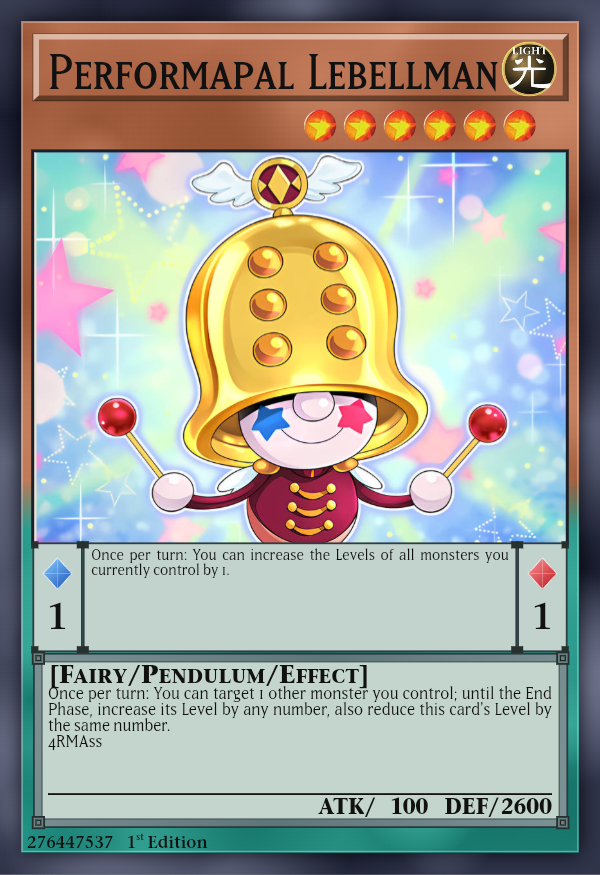 Performapal Lebellman
LIGHT
光
Once per turn: You can increase the Levels of all monsters you
currently control by 1.
1
1
[Fairy/Pendulum/Effect]
Once per turn: You can target 1 other monster you control; until the End
Phase, increase its Level by any number, also reduce this card's Level by
the same number.
4RMAss
ATK/ 100 DEF/2600
276447537 1st Edition